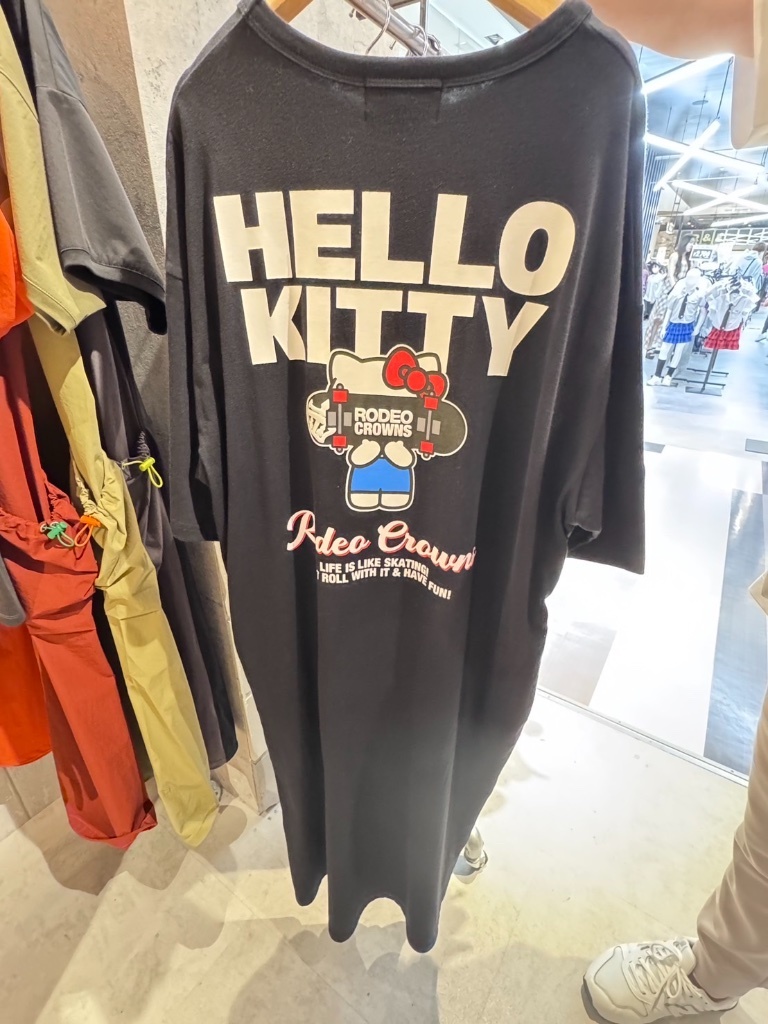 HELLO
KITTY
RODEO
CROWNS
Rodeo Crowns
LIFE IS LIKE SKATING!
ROLL WITH IT & HAVE FUN!